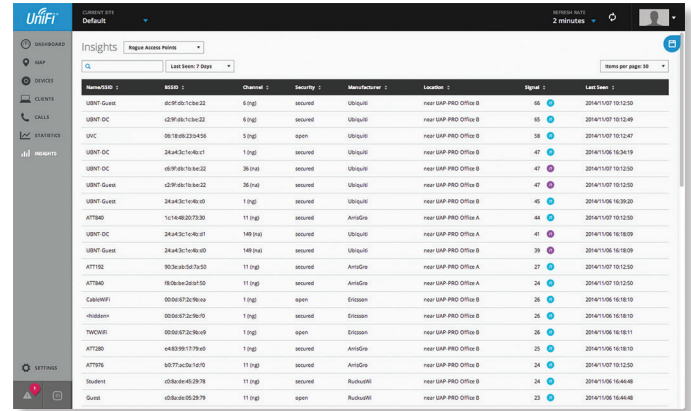 UniFi CURRENT SITE REFRESH RATE
Default 2 minutes
DASHBOARD Insights Rogue Access Points
MAP Last Seen: 7 Days Items per page: 50
DEVICES
CLIENTS
CALLS
STATISTICS
INSIGHTS
Name/SSID BSSID Channel Security Manufacturer Location Signal Last Seen
UBNT-Guest dc:9f:db:1c:be:22 6 (ng) secured Ubiquiti near UAP-PRO Office B 66 2014/11/07 10:12:50
UBNT-OC c2:9f:db:1c:be:22 6 (ng) secured Ubiquiti near UAP-PRO Office B 65 2014/11/07 10:12:49
UVC 06:18:d6:23:b4:56 5 (ng) open Ubiquiti near UAP-PRO Office B 58 2014/11/07 10:12:47
UBNT-OC 24:a4:3c:1e:4b:c1 1 (ng) secured Ubiquiti near UAP-PRO Office B 47 2014/11/06 16:34:19
UBNT-OC c6:9f:db:1b:be:22 36 (na) secured Ubiquiti near UAP-PRO Office B 47 2014/11/07 10:12:50
UBNT-Guest c2:9f:db:1b:be:22 36 (na) secured Ubiquiti near UAP-PRO Office B 47 2014/11/07 10:12:50
UBNT-Guest 24:a4:3c:1e:4b:c0 1 (ng) secured Ubiquiti near UAP-PRO Office B 45 2014/11/06 16:39:20
ATT840 1c:14:48:20:73:30 11 (ng) secured ArrisGro near UAP-PRO Office A 44 2014/11/07 10:12:50
UBNT-OC 24:a4:3c:1e:4b:d1 149 (na) secured Ubiquiti near UAP-PRO Office A 41 2014/11/06 16:18:09
UBNT-Guest 24:a4:3c:1e:4b:d0 149 (na) secured Ubiquiti near UAP-PRO Office B 39 2014/11/06 16:18:09
ATT192 90:3e:ab:5d:7a:50 11 (ng) secured ArrisGro near UAP-PRO Office A 27 2014/11/07 10:12:50
ATT840 f8:0b:be:2d:bf:50 11 (ng) secured ArrisGro near UAP-PRO Office A 24 2014/11/07 10:12:50
CableWiFi 00:0d:67:2c:9b:ea 1 (ng) open Ericsson near UAP-PRO Office B 26 2014/11/06 16:18:10
<hidden> 00:0d:67:2c:9b:f0 1 (ng) secured Ericsson near UAP-PRO Office B 26 2014/11/06 16:18:10
TWCWiFi 00:0d:67:2c:9b:e9 1 (ng) open Ericsson near UAP-PRO Office B 26 2014/11/06 16:18:11
ATT280 e4:83:99:17:79:e0 1 (ng) secured ArrisGro near UAP-PRO Office B 25 2014/11/06 16:18:10
SETTINGS ATT976 b0:77:ac:0a:1d:f0 11 (ng) secured ArrisGro near UAP-PRO Office B 24 2014/11/07 10:12:50
Student c0:8a:de:45:29:78 11 (ng) secured RuckusWi near UAP-PRO Office B 24 2014/11/06 16:44:48
Guest c0:8a:de:05:29:79 11 (ng) secured RuckusWi near UAP-PRO Office B 23 2014/11/06 16:44:48